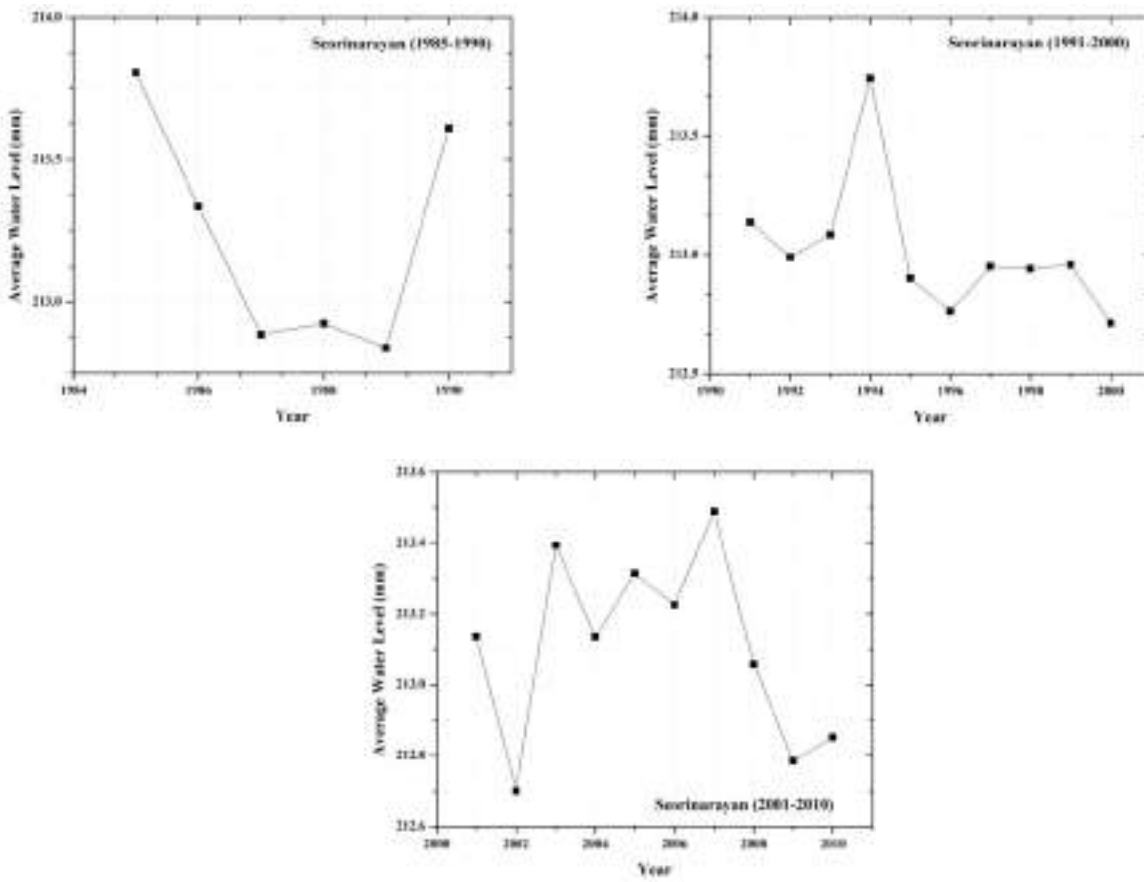 214.0
Seorinarayan (1985-1990)
213.5
213.0
Average Water Level (mm)
1984 1986 1988 1990
Year
214.0
Seorinarayan (1991-2000)
213.5
213.0
212.5
Average Water Level (mm)
1990 1992 1994 1996 1998 2000
Year
213.6
213.4
213.2
213.0
212.8
212.6
Average Water Level (mm)
Seorinarayan (2001-2010)
2000 2002 2004 2006 2008 2010
Year